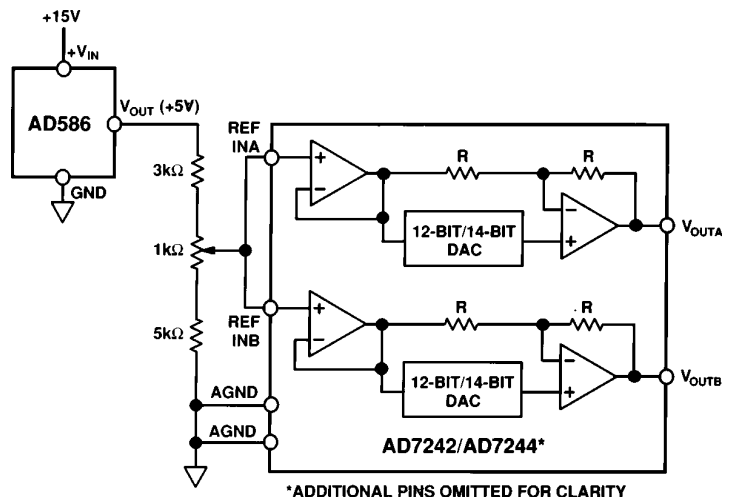 +15V
+VIN
AD586
VOUT (+5V)
GND
3kΩ
1kΩ
5kΩ
REF
INA
+
−
R
R
12-BIT/14-BIT
DAC
−
+
VOUTA
REF
INB
+
−
R
R
12-BIT/14-BIT
DAC
−
+
VOUTB
AGND
AGND
AD7242/AD7244*
*ADDITIONAL PINS OMITTED FOR CLARITY